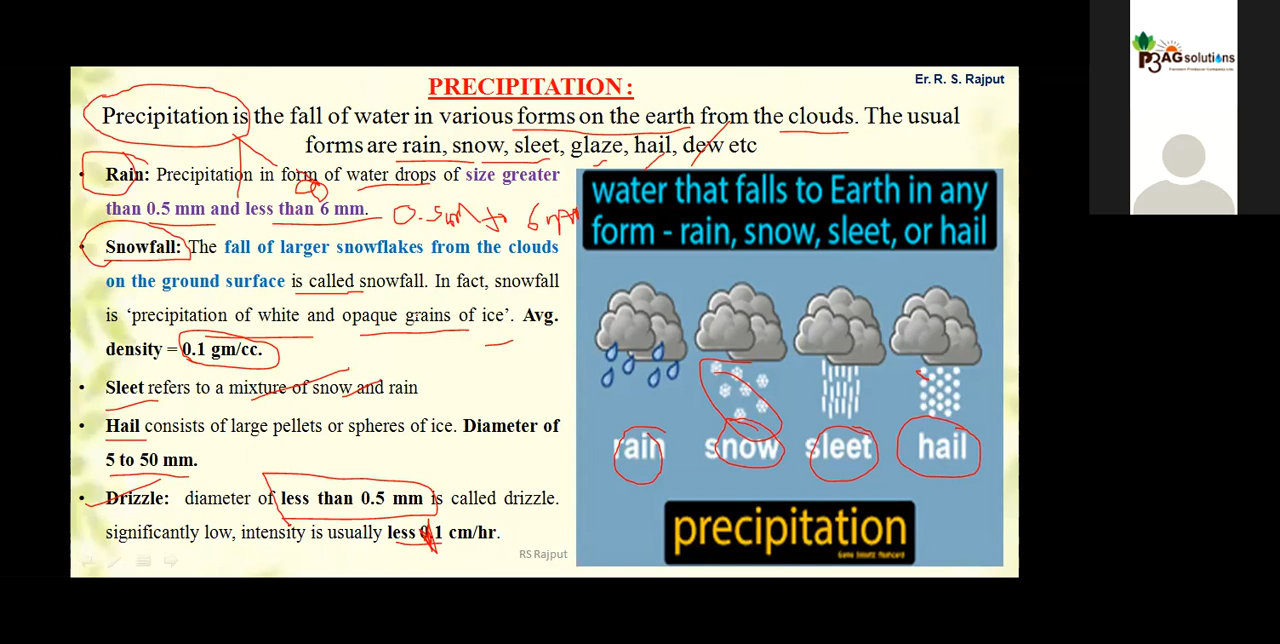 PRECIPITATION:
Er. R. S. Rajput
Precipitation is the fall of water in various forms on the earth from the clouds. The usual
forms are rain, snow, sleet, glaze, hail, dew etc
• Rain: Precipitation in form of water drops of size greater
than 0.5 mm and less than 6 mm.
0.5mm to 6mm
• Snowfall: The fall of larger snowflakes from the clouds
on the ground surface is called snowfall. In fact, snowfall
is ‘precipitation of white and opaque grains of ice’. Avg.
density = 0.1 gm/cc.
• Sleet refers to a mixture of snow and rain
• Hail consists of large pellets or spheres of ice. Diameter of
5 to 50 mm.
• Drizzle: diameter of less than 0.5 mm is called drizzle.
significantly low, intensity is usually less 0.1 cm/hr.
RS Rajput
water that falls to Earth in any
form - rain, snow, sleet, or hail
rain snow sleet hail
precipitation
P3AGsolutions